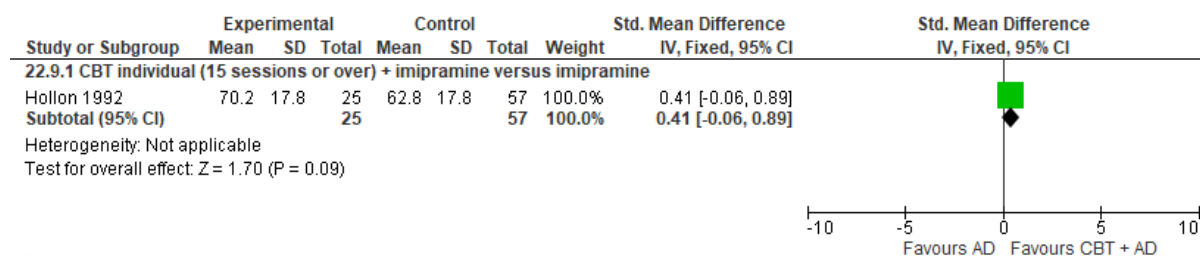 Experimental Control Std. Mean Difference Std. Mean Difference
Study or Subgroup Mean SD Total Mean SD Total Weight IV, Fixed, 95% CI IV, Fixed, 95% CI
22.9.1 CBT individual (15 sessions or over) + imipramine versus imipramine
Hollon 1992 70.2 17.8 25 62.8 17.8 57 100.0% 0.41 [-0.06, 0.89]
Subtotal (95% CI) 25 57 100.0% 0.41 [-0.06, 0.89]
Heterogeneity: Not applicable
Test for overall effect: Z = 1.70 (P = 0.09)
-10 -5 0 5 10
Favours AD Favours CBT + AD